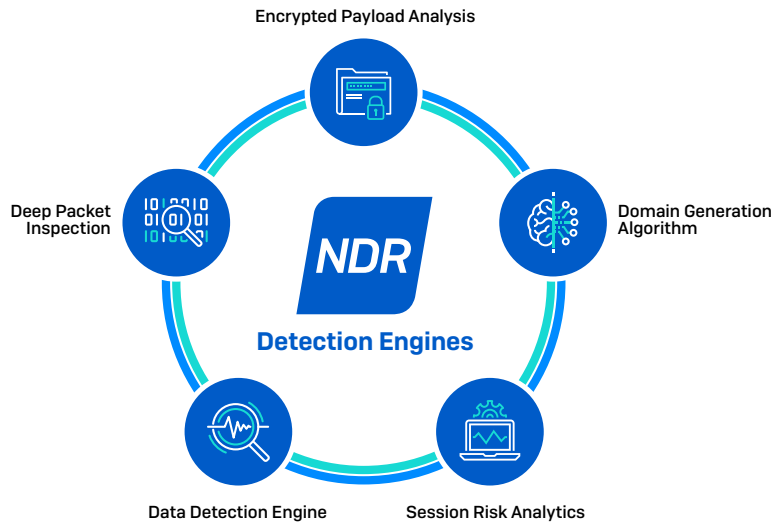 Encrypted Payload Analysis
Deep Packet
Inspection
Domain Generation
Algorithm
NDR
Detection Engines
Data Detection Engine
Session Risk Analytics